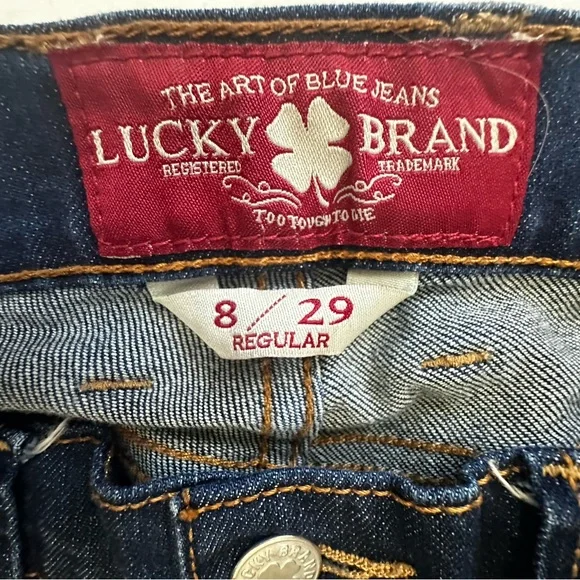 THE ART OF BLUE JEANS
LUCKY BRAND
REGISTERED TRADEMARK
TOO TOUGH TO DIE
8 / 29
REGULAR